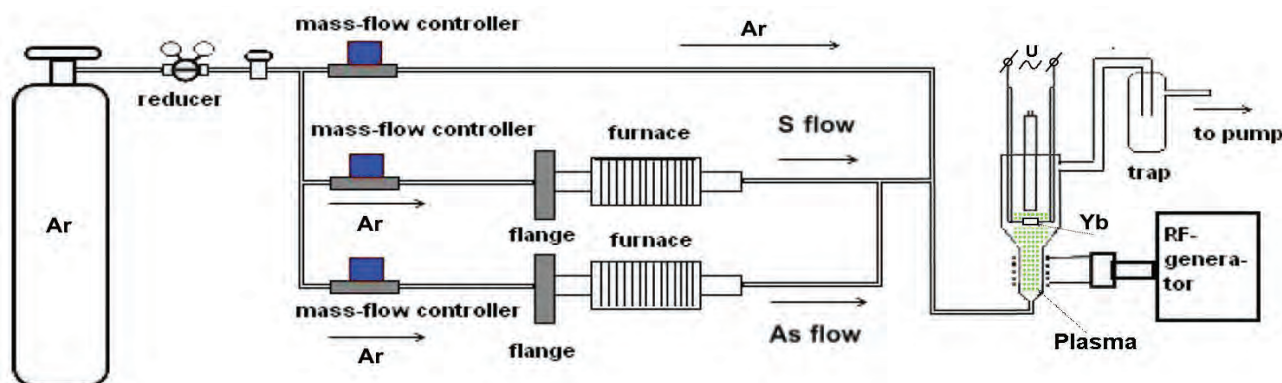 mass-flow controller
Ar
U
reducer
mass-flow controller
furnace
S flow
to pump
trap
Ar
Ar
flange
furnace
Yb
RF-
genera-
tor
mass-flow controller
As flow
Plasma
Ar
flange